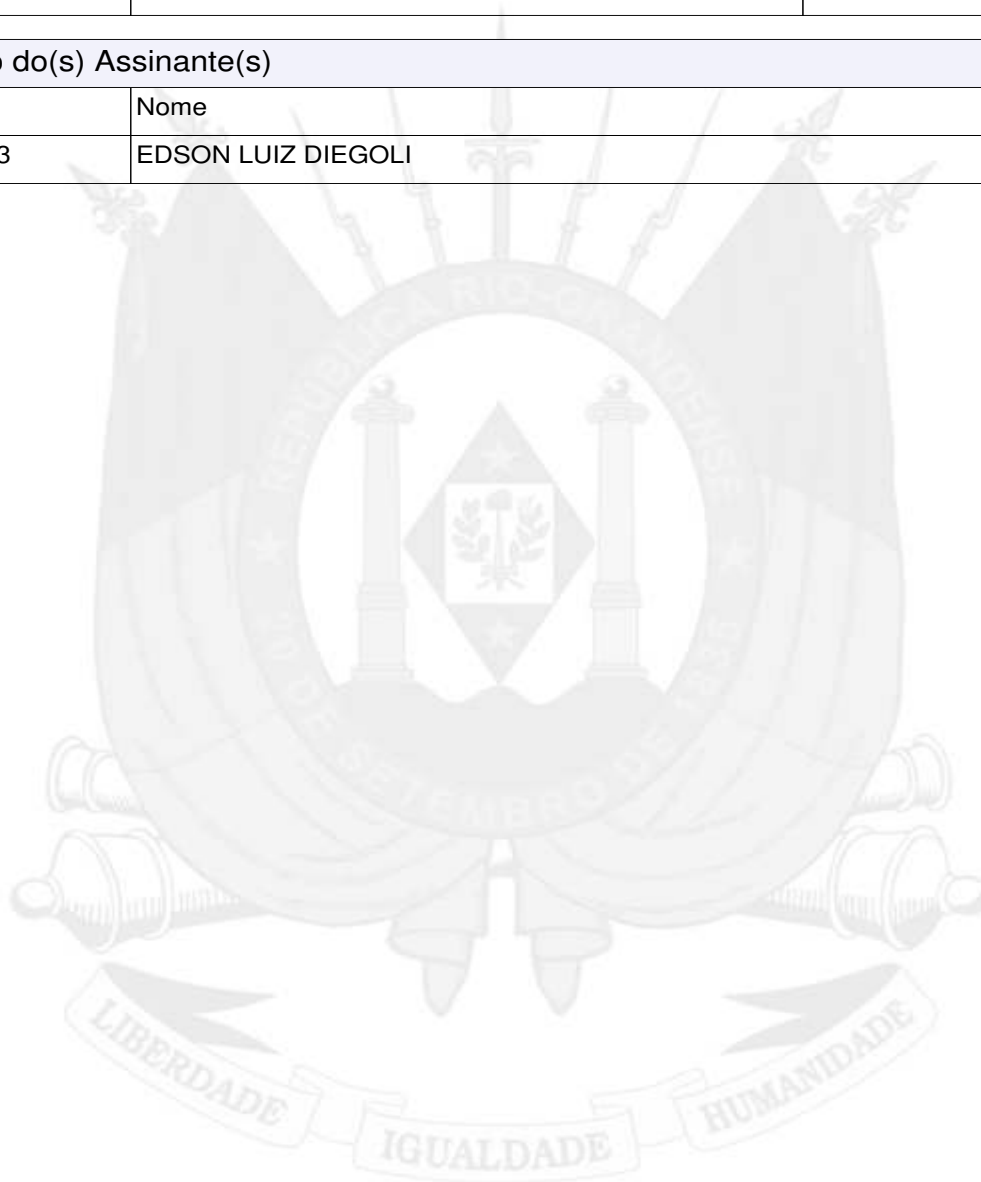 o do(s) Assinante(s)
Nome
3 EDSON LUIZ DIEGOLI
REPUBLICA RIO-GRANDENSE
20 DE SETEMBRO DE 1835
LIBERDADE
IGUALDADE
HUMANIDADE